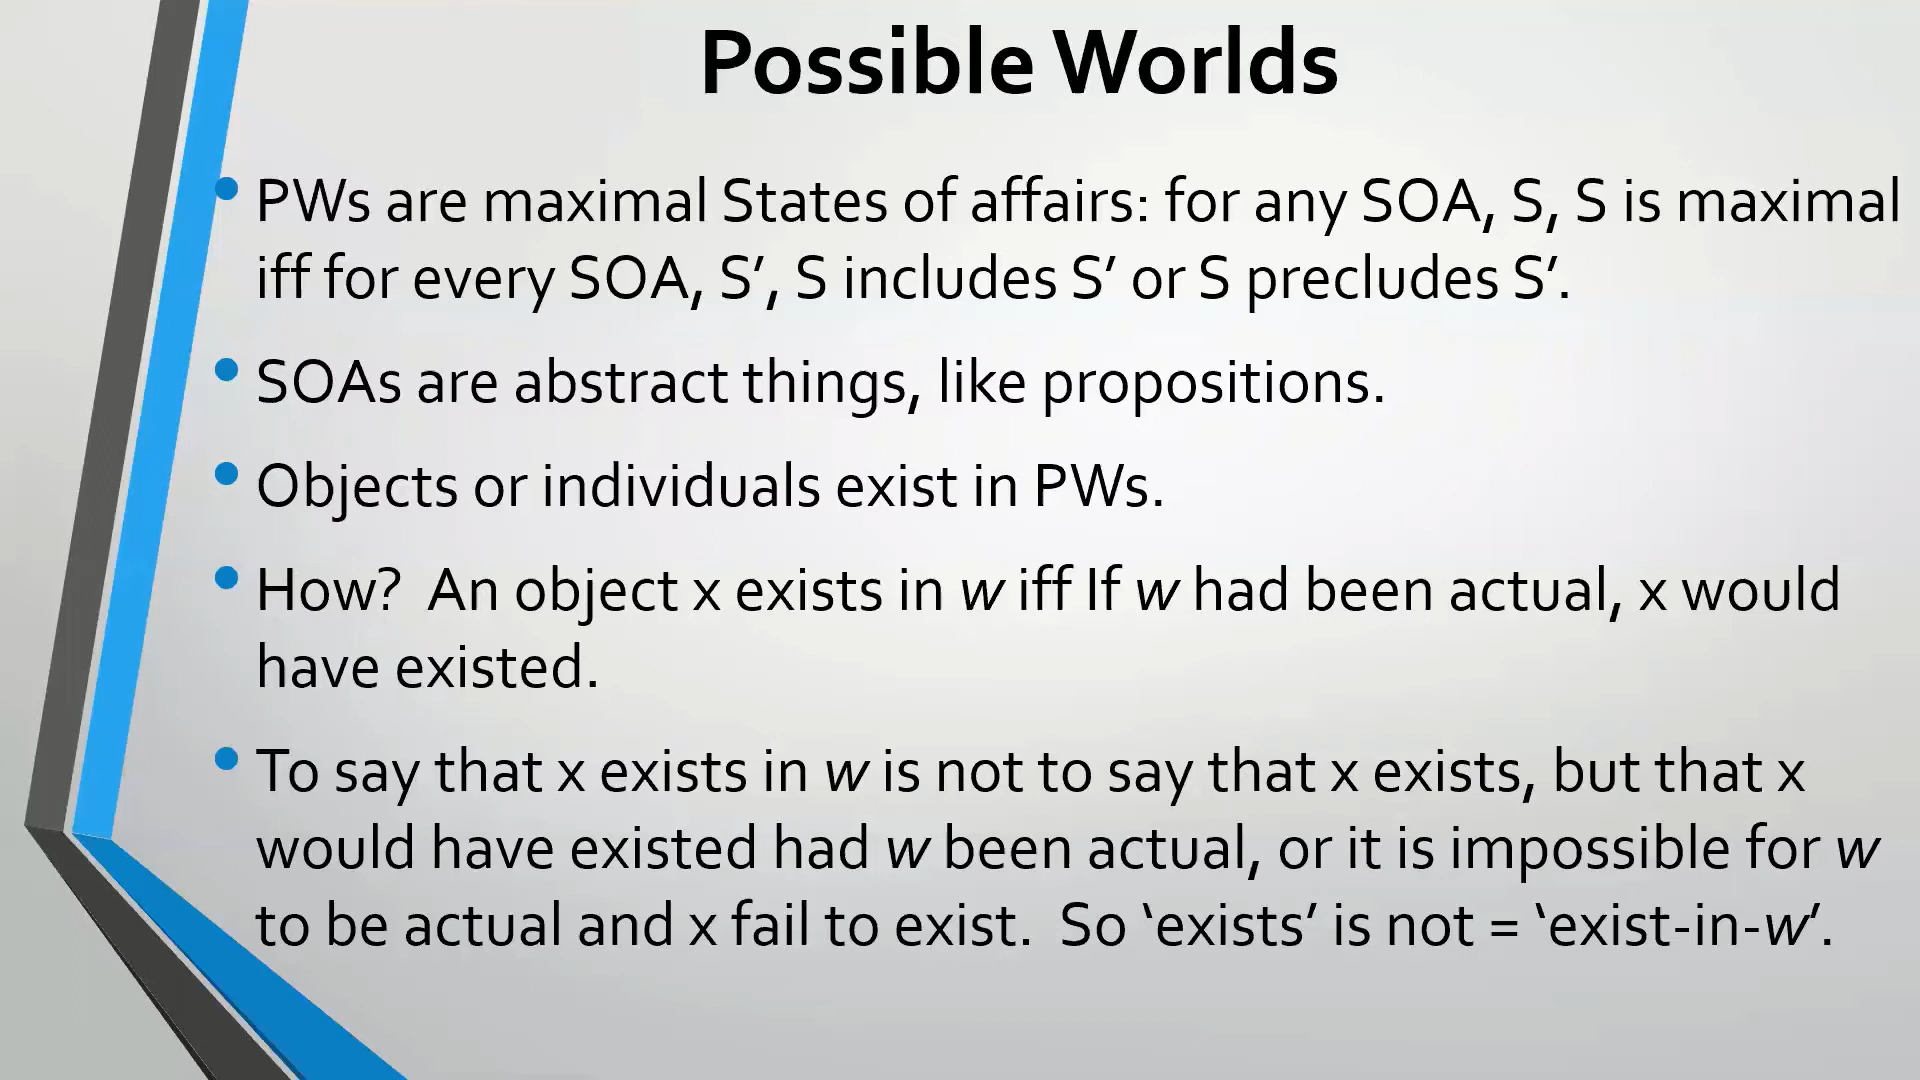 Possible Worlds
• PWs are maximal States of affairs: for any SOA, S, S is maximal
iff for every SOA, S′, S includes S′ or S precludes S′.
• SOAs are abstract things, like propositions.
• Objects or individuals exist in PWs.
• How?  An object x exists in w iff If w had been actual, x would
have existed.
• To say that x exists in w is not to say that x exists, but that x
would have existed had w been actual, or it is impossible for w
to be actual and x fail to exist.  So ‘exists’ is not = ‘exist-in-w’.